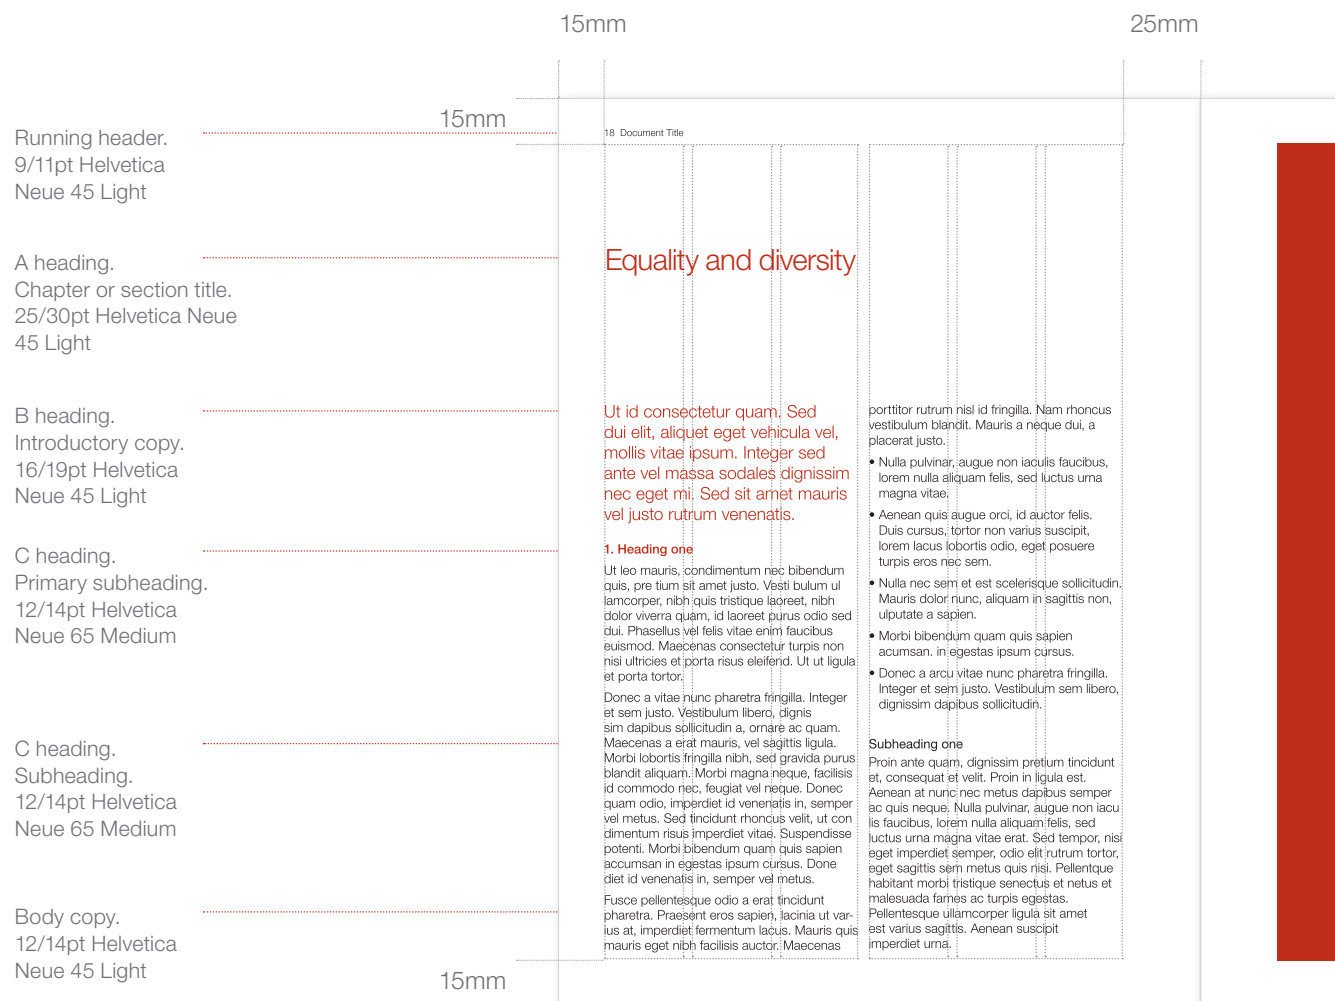 15mm
25mm
15mm
Running header.
9/11pt Helvetica
Neue 45 Light
A heading.
Chapter or section title.
25/30pt Helvetica Neue
45 Light
B heading.
Introductory copy.
16/19pt Helvetica
Neue 45 Light
C heading.
Primary subheading.
12/14pt Helvetica
Neue 65 Medium
C heading.
Subheading.
12/14pt Helvetica
Neue 65 Medium
Body copy.
12/14pt Helvetica
Neue 45 Light
15mm
18 Document Title
Equality and diversity
Ut id consectetur quam. Sed
dui elit, aliquet eget vehicula vel,
mollis vitae ipsum. Integer sed
ante vel massa sodales dignissim
nec eget mi. Sed sit amet mauris
vel justo rutrum venenatis.
1. Heading one
Ut leo mauris, condimentum nec bibendum
quis, pre tium sit amet justo. Vesti bulum ul
lamcorper, nibh quis tristique laoreet, nibh
dolor viverra quam, id laoreet purus odio sed
dui. Phasellus vel felis vitae enim faucibus
euismod. Maecenas consectetur turpis non
nisi ultricies et porta risus eleifend. Ut ut ligula
et porta tortor.
Donec a vitae nunc pharetra fringilla. Integer
et sem justo. Vestibulum libero, dignis
sim dapibus sollicitudin a, ornare ac quam.
Maecenas a erat mauris, vel sagittis ligula.
Morbi lobortis fringilla nibh, sed gravida purus
blandit aliquam. Morbi magna neque, facilisis
id commodo nec, feugiat vel neque. Donec
quam odio, imperdiet id venenatis in, semper
vel metus. Sed tincidunt rhoncus velit, ut con
dimentum risus imperdiet vitae. Suspendisse
potenti. Morbi bibendum quam quis sapien
accumsan in egestas ipsum cursus. Done
diet id venenatis in, semper vel metus.
Fusce pellentesque odio a erat tincidunt
pharetra. Praesent eros sapien, lacinia ut var-
ius at, imperdiet fermentum lacus. Mauris quis
mauris eget nibh facilisis auctor. Maecenas
porttitor rutrum nisl id fringilla. Nam rhoncus
vestibulum blandit. Mauris a neque dui, a
placerat justo.
• Nulla pulvinar, augue non iaculis faucibus,
lorem nulla aliquam felis, sed luctus urna
magna vitae.
• Aenean quis augue orci, id auctor felis.
Duis cursus, tortor non varius suscipit,
lorem lacus lobortis odio, eget posuere
turpis eros nec sem.
• Nulla nec sem et est scelerisque sollicitudin.
Mauris dolor nunc, aliquam in sagittis non,
ulputate a sapien.
• Morbi bibendum quam quis sapien
acumsan. in egestas ipsum cursus.
• Donec a arcu vitae nunc pharetra fringilla.
Integer et sem justo. Vestibulum sem libero,
dignissim dapibus sollicitudin.
Subheading one
Proin ante quam, dignissim pretium tincidunt
et, consequat et velit. Proin in ligula est.
Aenean at nunc nec metus dapibus semper
ac quis neque. Nulla pulvinar, augue non iacu
lis faucibus, lorem nulla aliquam felis, sed
luctus urna magna vitae erat. Sed tempor, nisi
eget imperdiet semper, odio elit rutrum tortor,
eget sagittis sem metus quis nisi. Pellentque
habitant morbi tristique senectus et netus et
malesuada fames ac turpis egestas.
Pellentesque ullamcorper ligula sit amet
est varius sagittis. Aenean suscipit
imperdiet urna.